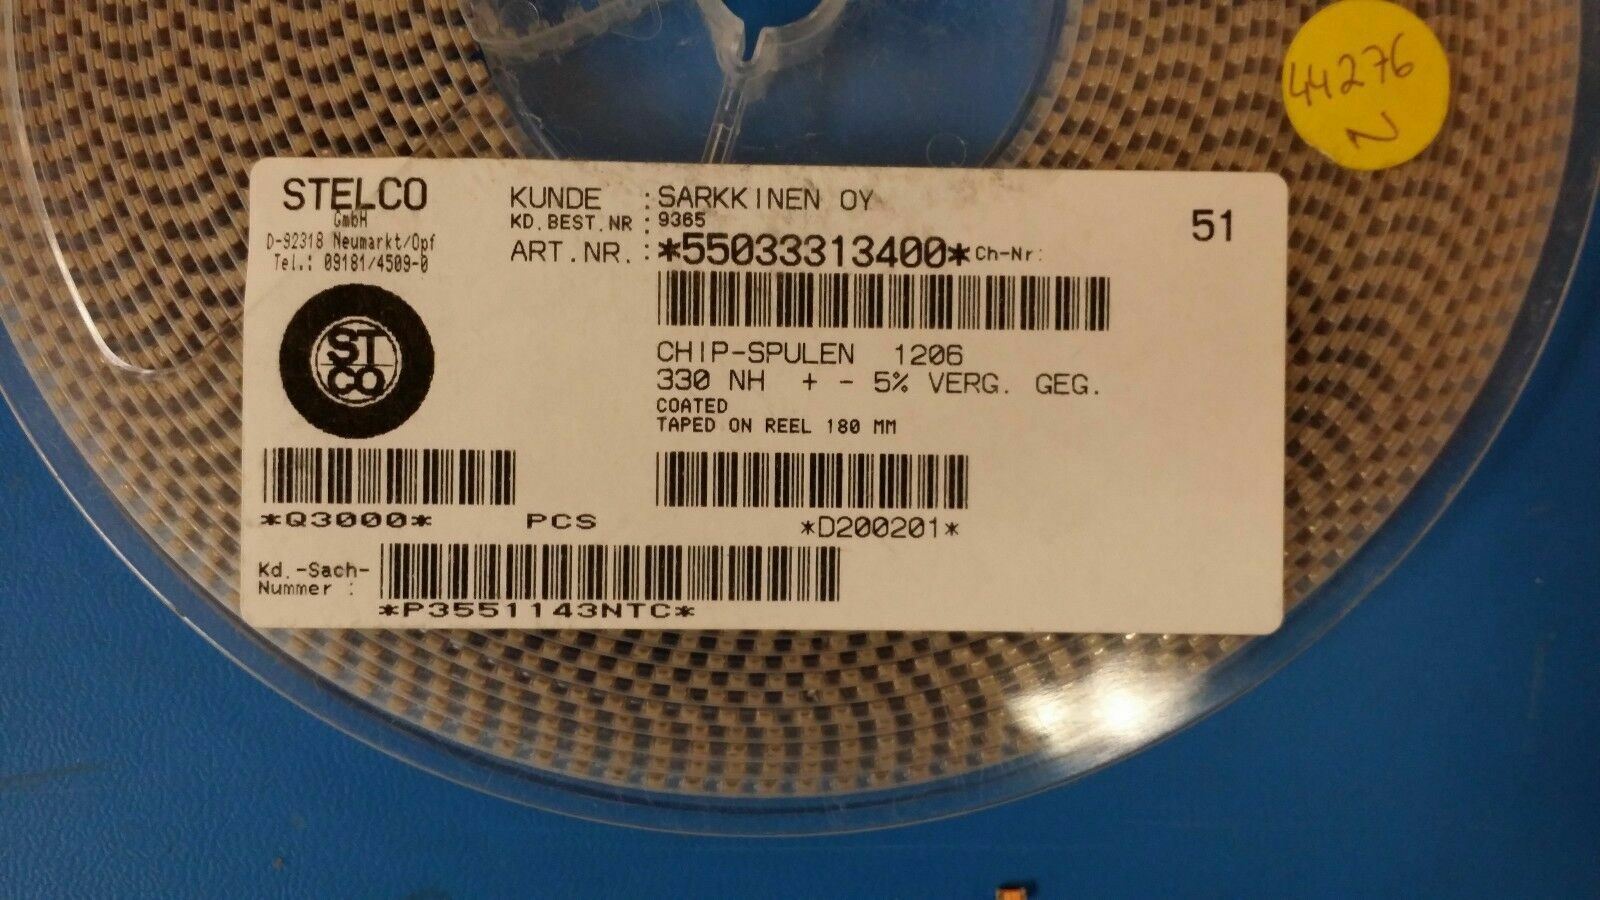 44276
N
STELCO
GmbH
D-92318 Neumarkt/Opf
Tel.: 09181/4509-0
KUNDE : SARKKINEN OY
KD.BEST.NR : 9365
ART.NR. : *55033313400* Ch-Nr:
51
ST
CO
CHIP-SPULEN 1206
330 NH + - 5% VERG. GEG.
COATED
TAPED ON REEL 180 MM
*Q3000* PCS
*D200201*
Kd.-Sach-
Nummer :
*P3551143NTC*